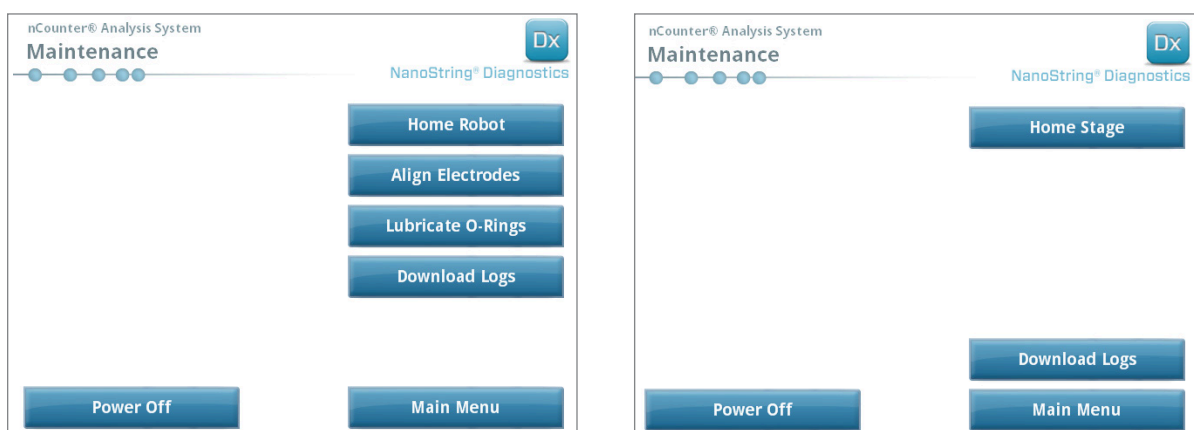 nCounter® Analysis System
Maintenance
Dx
NanoString® Diagnostics
Home Robot
Align Electrodes
Lubricate O-Rings
Download Logs
Power Off
Main Menu
nCounter® Analysis System
Maintenance
Dx
NanoString® Diagnostics
Home Stage
Download Logs
Power Off
Main Menu